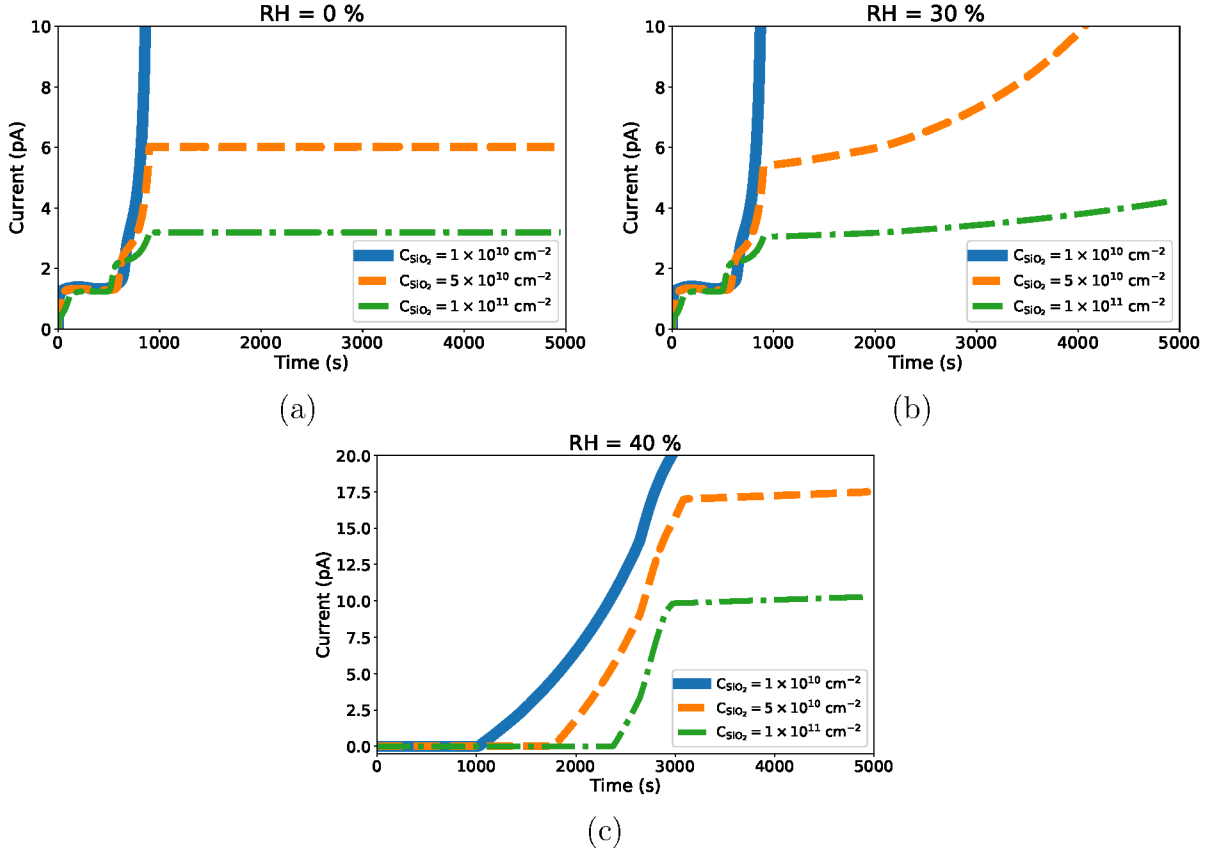 RH = 0 %
10
8
6
4
2
0
Current (pA)
C_SiO₂ = 1 × 10¹⁰ cm⁻²
C_SiO₂ = 5 × 10¹⁰ cm⁻²
C_SiO₂ = 1 × 10¹¹ cm⁻²
0 1000 2000 3000 4000 5000
Time (s)
(a)
RH = 30 %
10
8
6
4
2
0
Current (pA)
C_SiO₂ = 1 × 10¹⁰ cm⁻²
C_SiO₂ = 5 × 10¹⁰ cm⁻²
C_SiO₂ = 1 × 10¹¹ cm⁻²
0 1000 2000 3000 4000 5000
Time (s)
(b)
RH = 40 %
20.0
17.5
15.0
12.5
10.0
7.5
5.0
2.5
0.0
Current (pA)
C_SiO₂ = 1 × 10¹⁰ cm⁻²
C_SiO₂ = 5 × 10¹⁰ cm⁻²
C_SiO₂ = 1 × 10¹¹ cm⁻²
0 1000 2000 3000 4000 5000
Time (s)
(c)